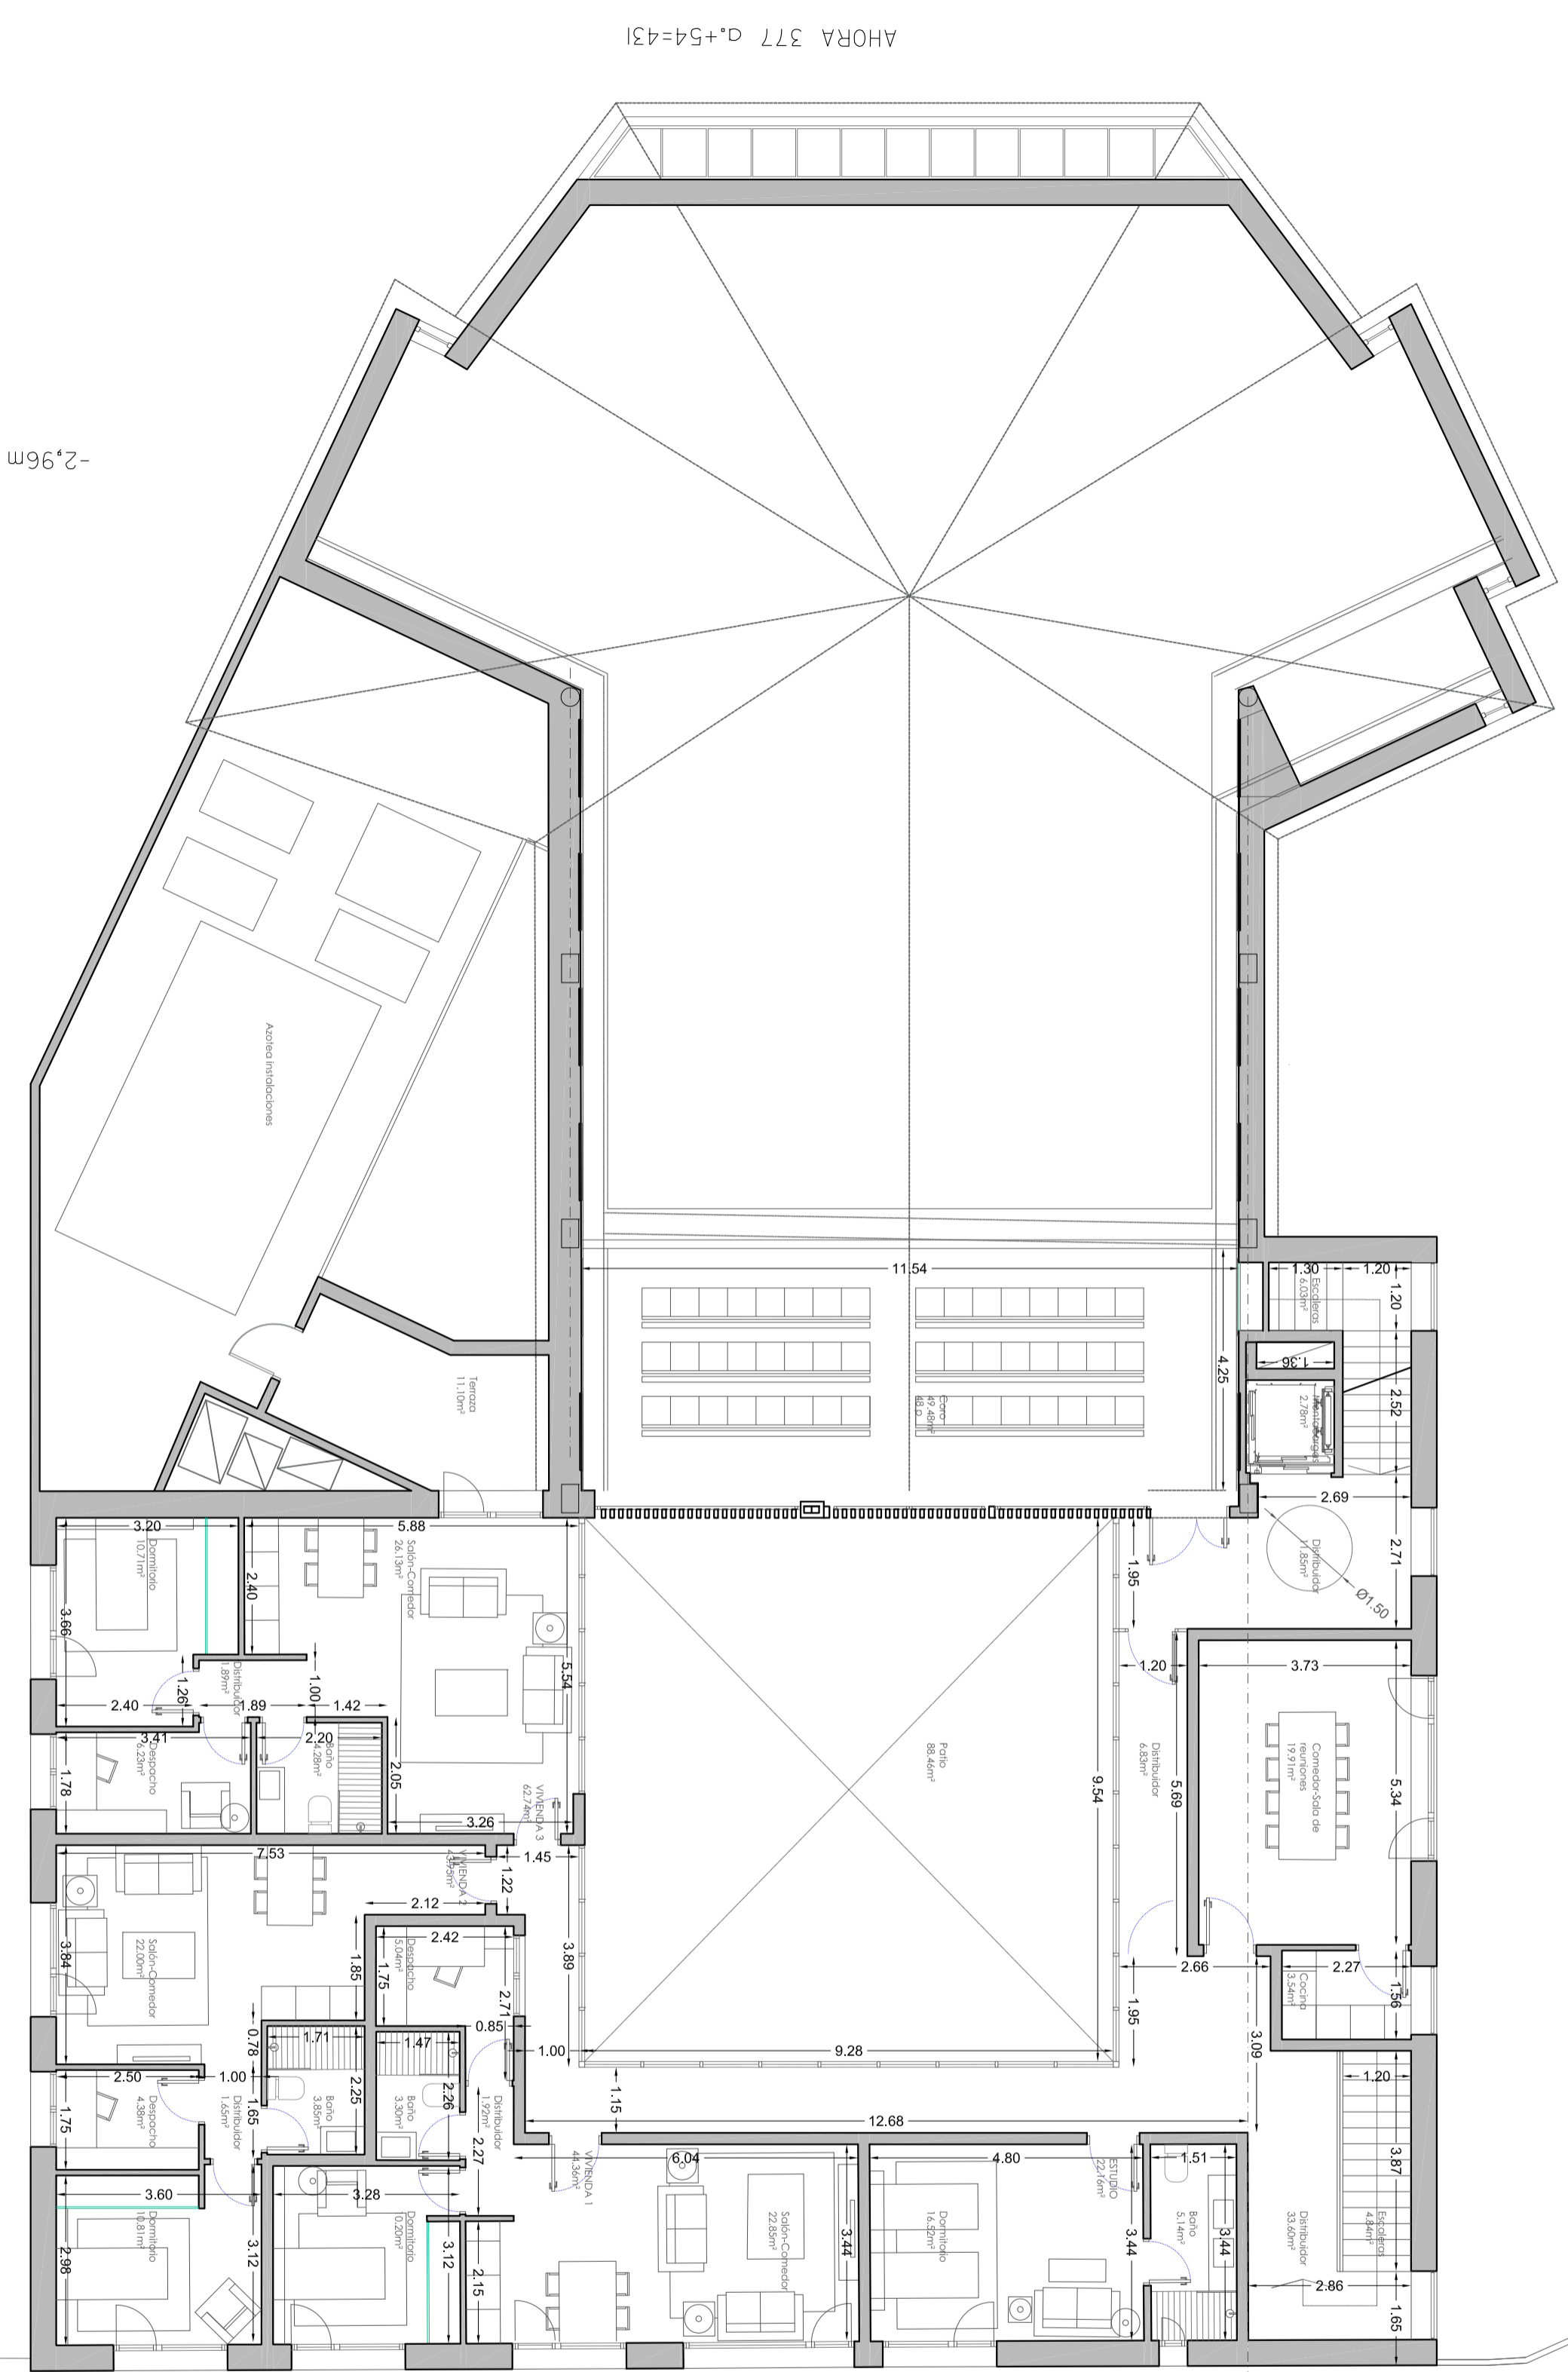 AHORA 377 a.+54=431
-2,96m
Azotea instalaciones
Terraza
11.10m²
11.54
4.25
Coro
49.48m²
48 p.
1.30
1.20
1.20
Escaleras
6.03m²
1.36
2.52
Montacargas
2.78m²
2.69
2.71
Distribuidor
11.85m²
Ø1.50
3.20
5.88
Dormitorio
10.71m²
2.40
Salón-Comedor
26.13m²
3.66
5.54
1.95
1.20
3.73
Distribuidor
1.89m²
1.26
1.00
2.40
1.89
1.42
3.41
2.20
Despacho
6.23m²
Baño
4.28m²
2.05
1.78
3.26
VIVIENDA 3
62.74m²
Patio
88.46m²
9.54
Distribuidor
6.83m²
5.69
Comedor-Sala de
reuniones
19.91m²
5.34
7.53
1.45
VIVIENDA 2
1.22
2.12
2.42
3.84
Salón-Comedor
22.00m²
1.85
1.75
Despacho
5.04m²
2.71
3.89
2.66
2.27
Cocina
3.54m²
1.56
1.95
0.78
1.71
1.47
0.85
1.00
9.28
3.09
2.50
1.00
1.75
Despacho
4.38m²
Distribuidor
1.65m²
1.65
Baño
3.85m²
2.25
Baño
3.30m²
2.26
Distribuidor
1.92m²
2.27
1.15
1.20
12.68
3.87
VIVIENDA 1
44.36m²
6.04
4.80
ESTUDIO
22.16m²
1.51
3.60
3.28
2.98
Dormitorio
10.81m²
3.12
Dormitorio
0.20m²
3.12
2.15
Salón-Comedor
22.85m²
3.44
Dormitorio
16.52m²
3.44
Baño
5.14m²
3.44
Distribuidor
33.60m²
Escaleras
4.84m²
2.86
1.65